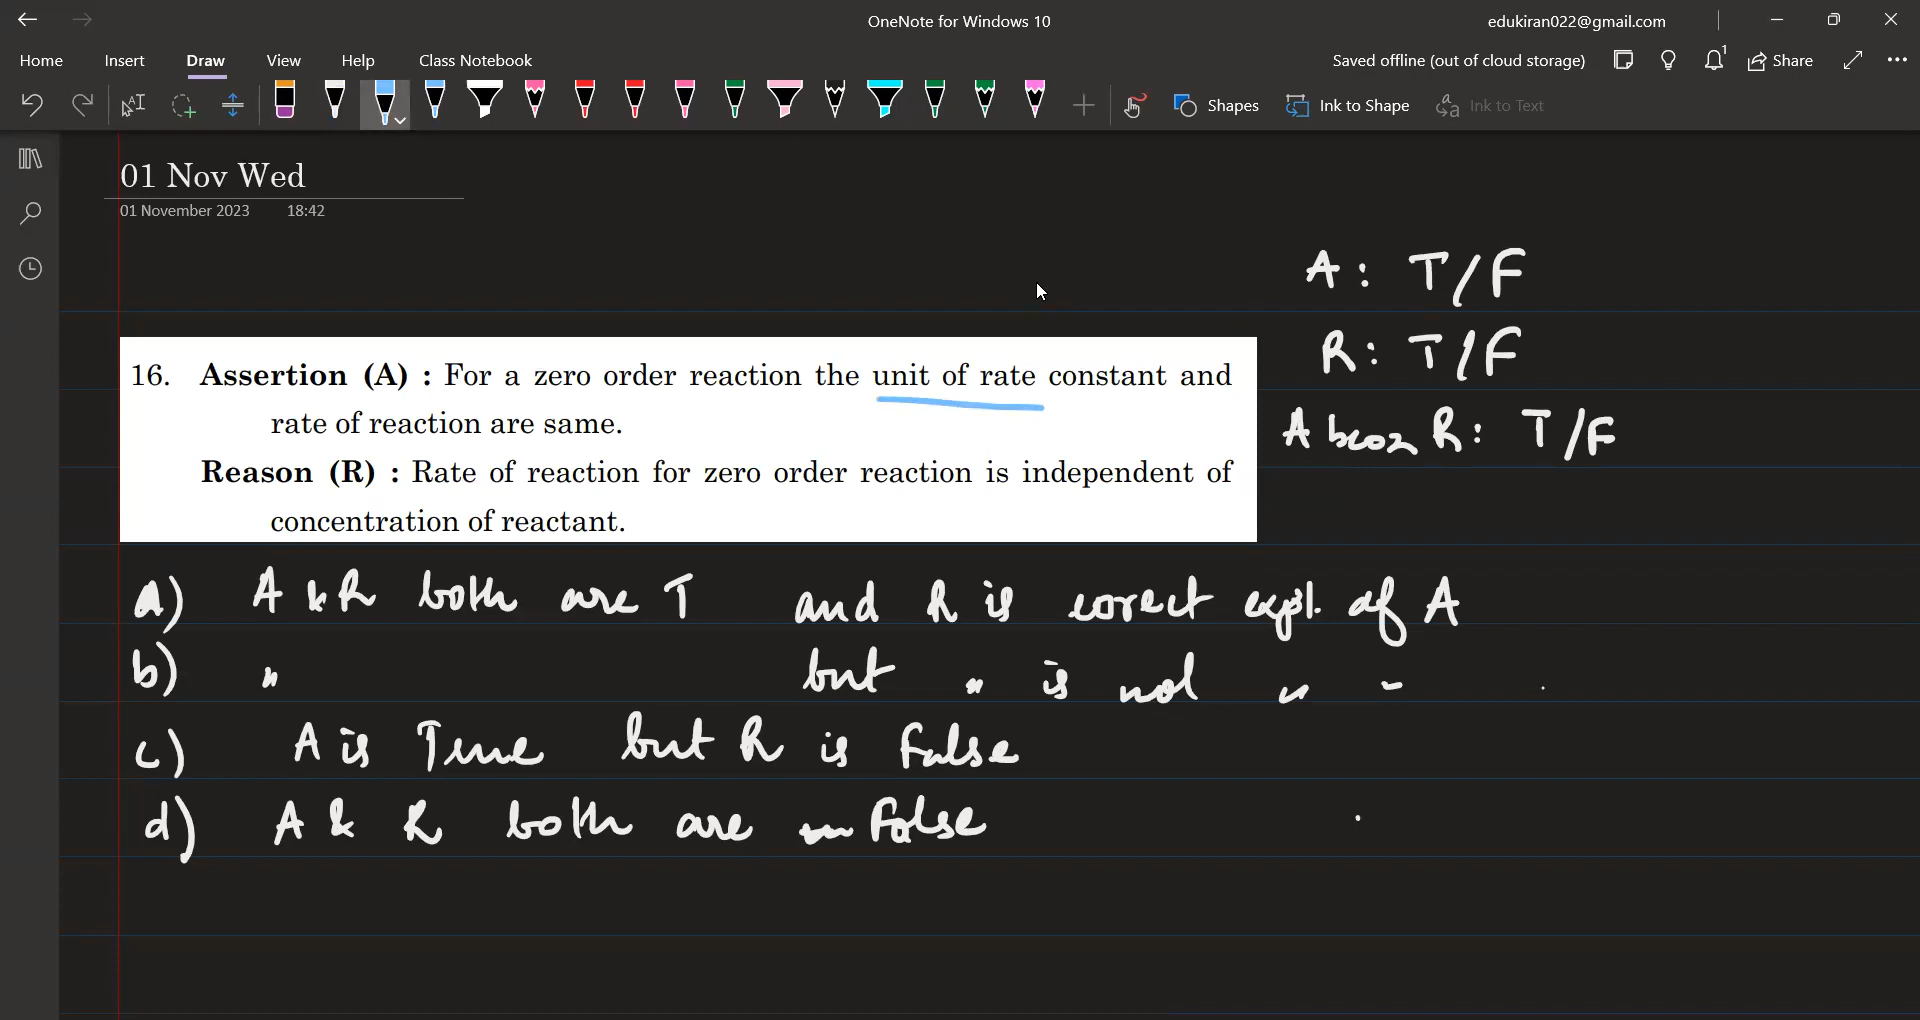 OneNote for Windows 10
edukiran022@gmail.com
Home Insert Draw View Help Class Notebook
Saved offline (out of cloud storage) 1 Share
Shapes Ink to Shape Ink to Text
01 Nov Wed
01 November 2023 18:42
A : T/F
R : T/F
A bcoz R : T/F
16. Assertion (A) : For a zero order reaction the unit of rate constant and
rate of reaction are same.
Reason (R) : Rate of reaction for zero order reaction is independent of
concentration of reactant.
a) A & R both are T and R is correct expl. of A
b) " but " is not " "
c) A is True but R is False
d) A & R both are False